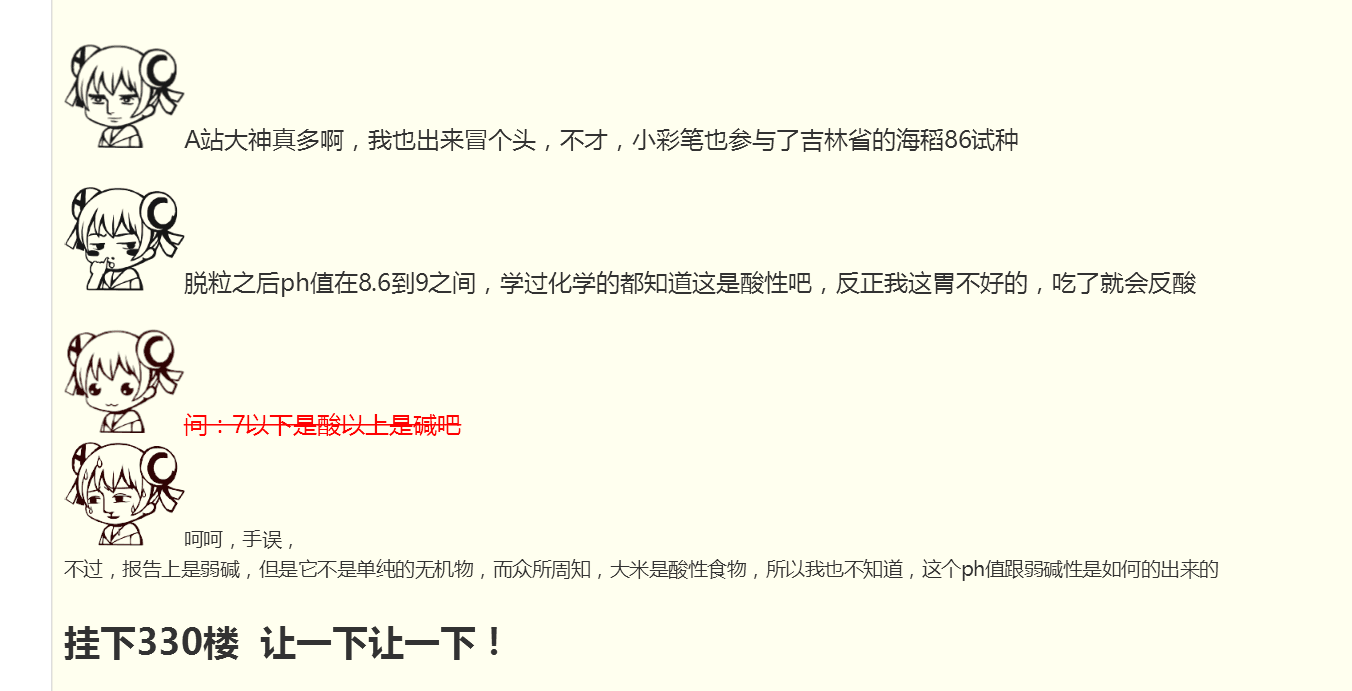 A站大神真多啊，我也出来冒个头，不才，小彩笔也参与了吉林省的海稻86试种
脱粒之后ph值在8.6到9之间，学过化学的都知道这是酸性吧，反正我这胃不好的，吃了就会反酸
问：7以下是酸以上是碱吧
呵呵，手误，
不过，报告上是弱碱，但是它不是单纯的无机物，而众所周知，大米是酸性食物，所以我也不知道，这个ph值跟弱碱性是如何的出来的
挂下330楼 让一下让一下！